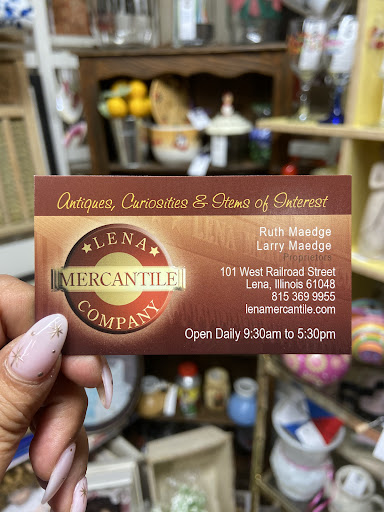 Antiques, Curiosities & Items of Interest
LENA
MERCANTILE
COMPANY
Ruth Maedge
Larry Maedge
Proprietors
101 West Railroad Street
Lena, Illinois 61048
815 369 9955
lenamercantile.com
Open Daily 9:30am to 5:30pm